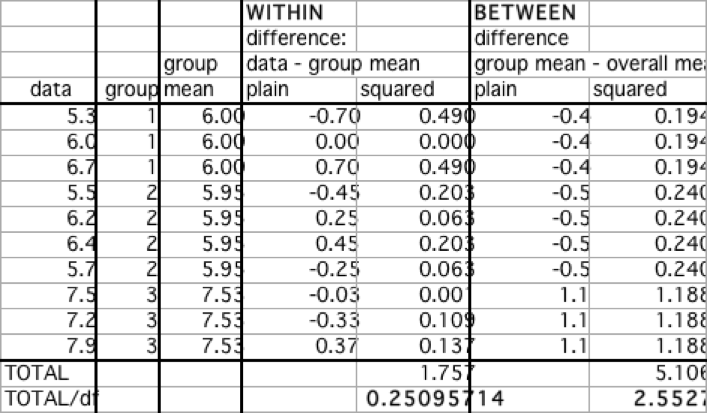 WITHIN BETWEEN
difference: difference
group data - group mean group mean - overall mea
data group mean plain squared plain squared
5.3 1 6.00 -0.70 0.490 -0.4 0.194
6.0 1 6.00 0.00 0.000 -0.4 0.194
6.7 1 6.00 0.70 0.490 -0.4 0.194
5.5 2 5.95 -0.45 0.203 -0.5 0.240
6.2 2 5.95 0.25 0.063 -0.5 0.240
6.4 2 5.95 0.45 0.203 -0.5 0.240
5.7 2 5.95 -0.25 0.063 -0.5 0.240
7.5 3 7.53 -0.03 0.001 1.1 1.188
7.2 3 7.53 -0.33 0.109 1.1 1.188
7.9 3 7.53 0.37 0.137 1.1 1.188
TOTAL 1.757 5.106
TOTAL/df 0.25095714 2.5527